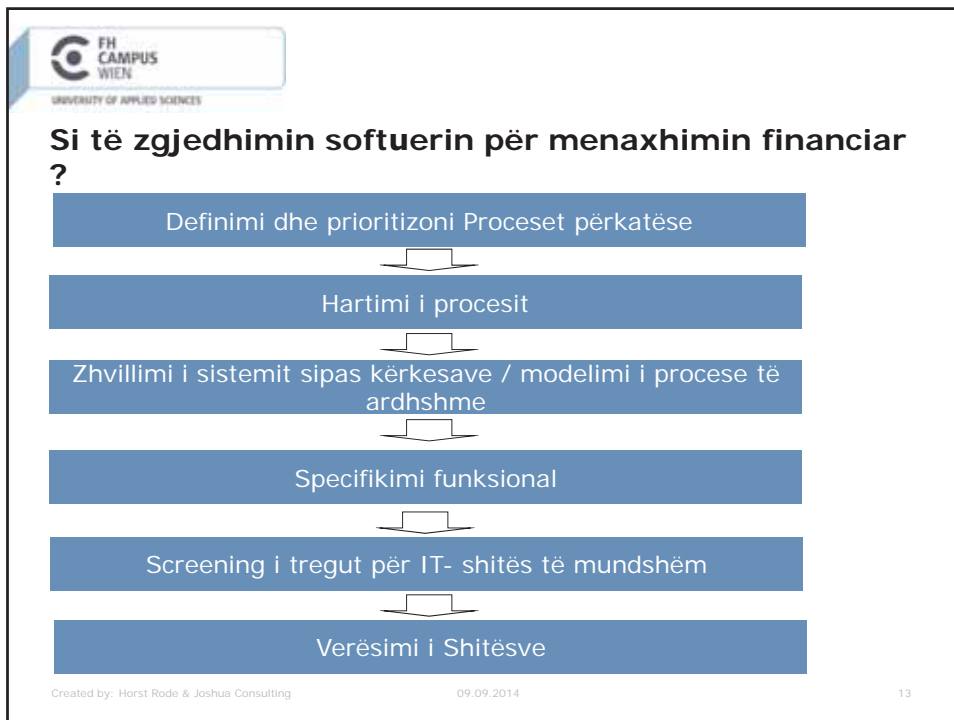 FH
CAMPUS
WIEN
UNIVERSITY OF APPLIED SCIENCES
Si të zgjedhimin softuerin për menaxhimin financiar
?
Definimi dhe prioritizoni Proceset përkatëse
Hartimi i procesit
Zhvillimi i sistemit sipas kërkesave / modelimi i procese të
ardhshme
Specifikimi funksional
Screening i tregut për IT- shitës të mundshëm
Verësimi i Shitësve
Created by: Horst Rode & Joshua Consulting
09.09.2014
13